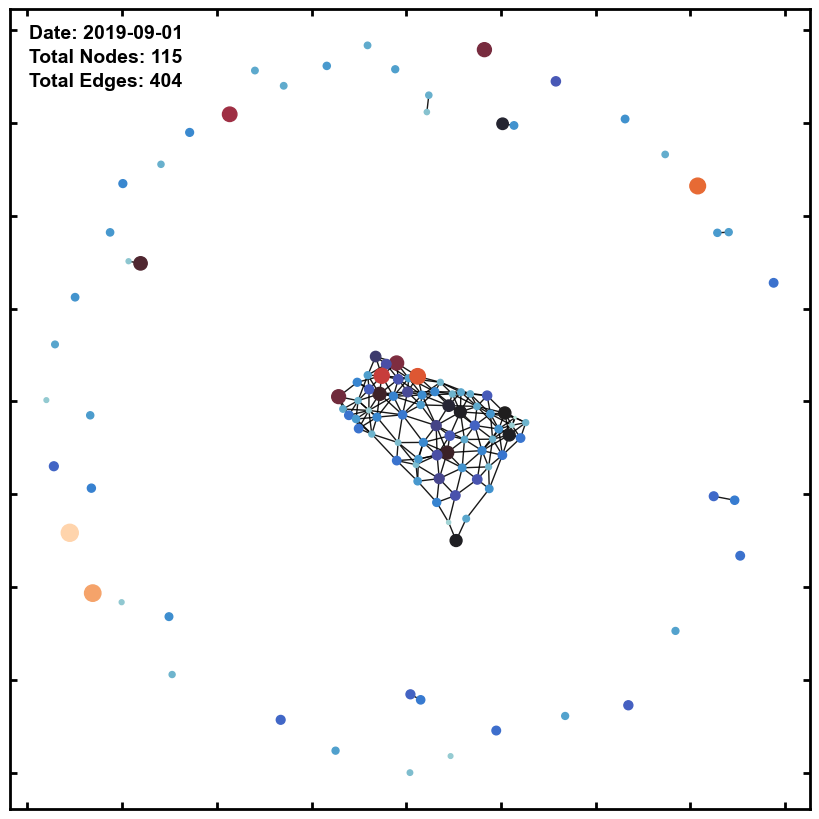 Date: 2019-09-01
Total Nodes: 115
Total Edges: 404